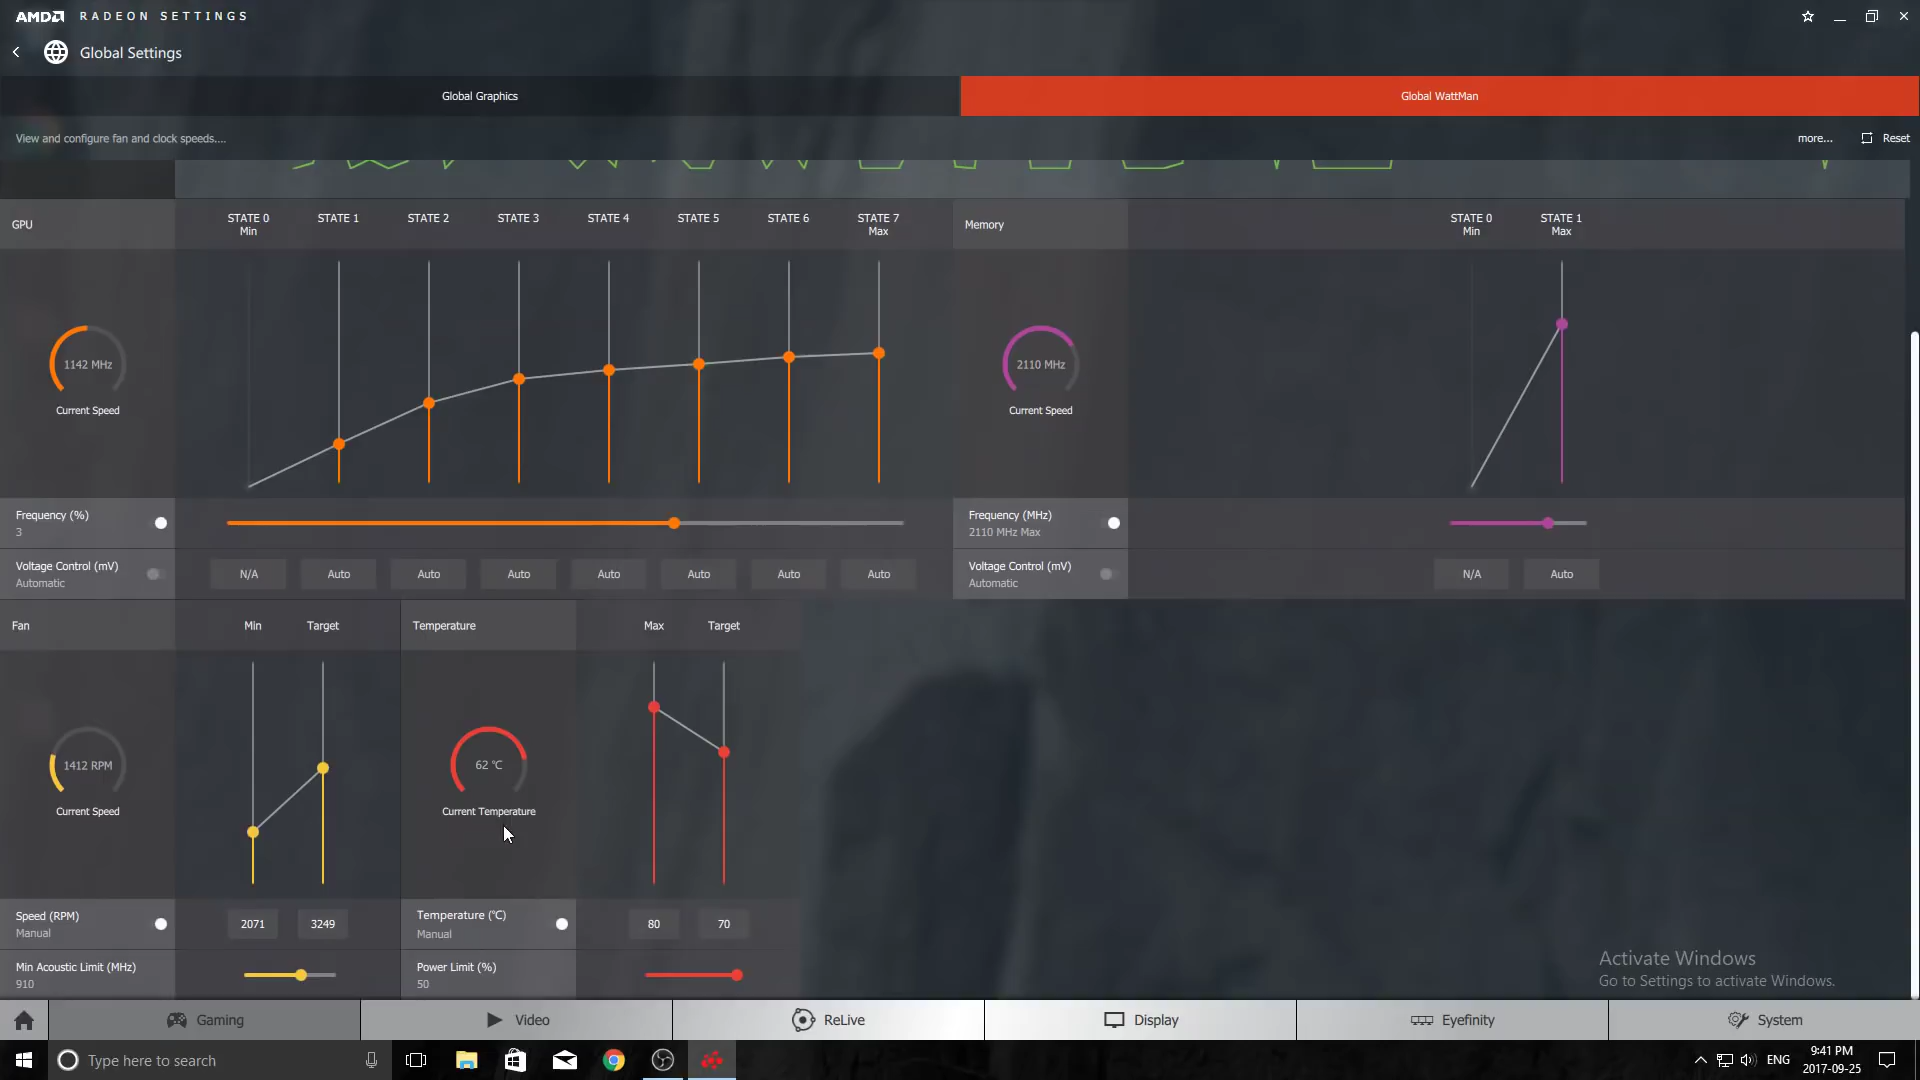 AMD RADEON SETTINGS
Global Settings
Global Graphics
Global WattMan
View and configure fan and clock speeds....
more...
Reset
GPU
STATE 0
Min
STATE 1
STATE 2
STATE 3
STATE 4
STATE 5
STATE 6
STATE 7
Max
Memory
STATE 0
Min
STATE 1
Max
1142 MHz
Current Speed
2110 MHz
Current Speed
Frequency (%)
3
Frequency (MHz)
2110 MHz Max
Voltage Control (mV)
Automatic
N/A
Auto
Auto
Auto
Auto
Auto
Auto
Auto
Voltage Control (mV)
Automatic
N/A
Auto
Fan
Min
Target
Temperature
Max
Target
1412 RPM
Current Speed
62 °C
Current Temperature
Speed (RPM)
Manual
2071
3249
Temperature (°C)
Manual
80
70
Min Acoustic Limit (MHz)
910
Power Limit (%)
50
Activate Windows
Go to Settings to activate Windows.
Gaming
Video
ReLive
Display
Eyefinity
System
Type here to search
ENG
9:41 PM
2017-09-25